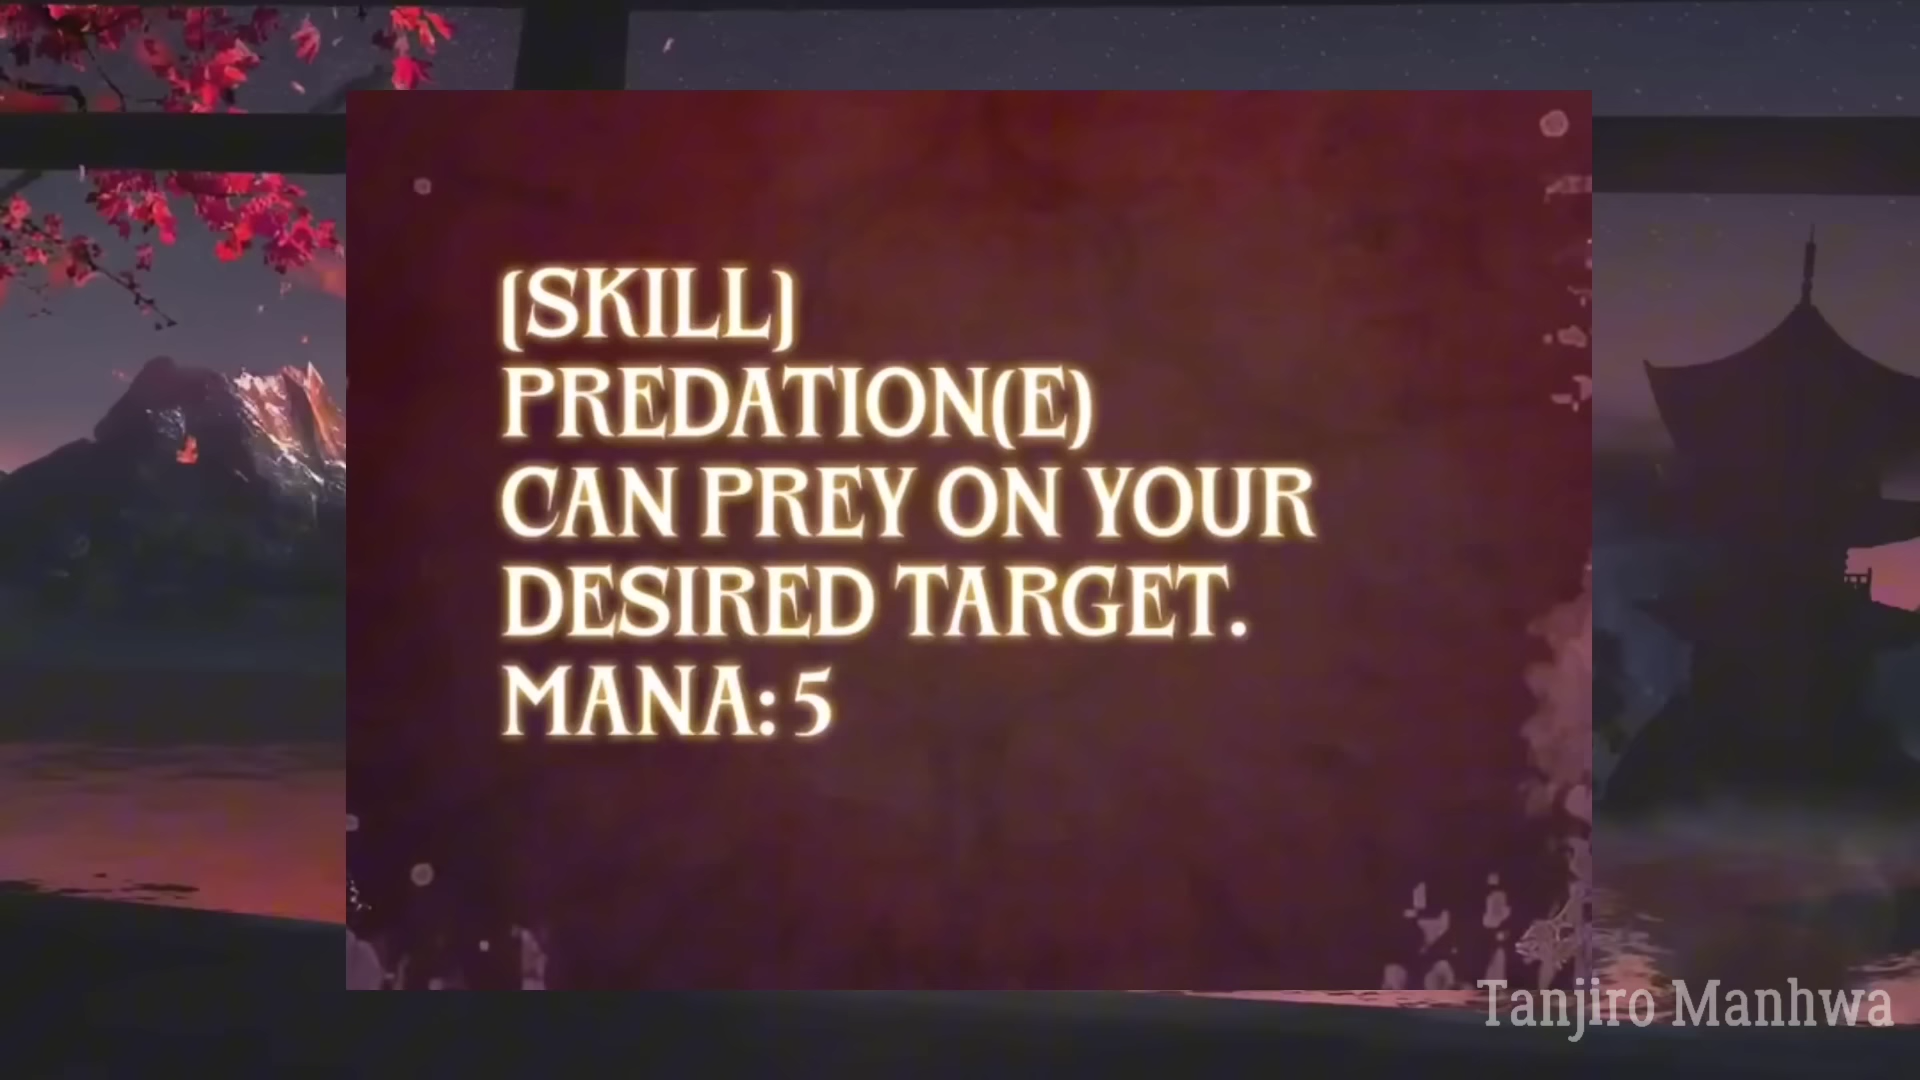 (SKILL)
PREDATION(E)
CAN PREY ON YOUR
DESIRED TARGET.
MANA: 5
Tanjiro Manhwa